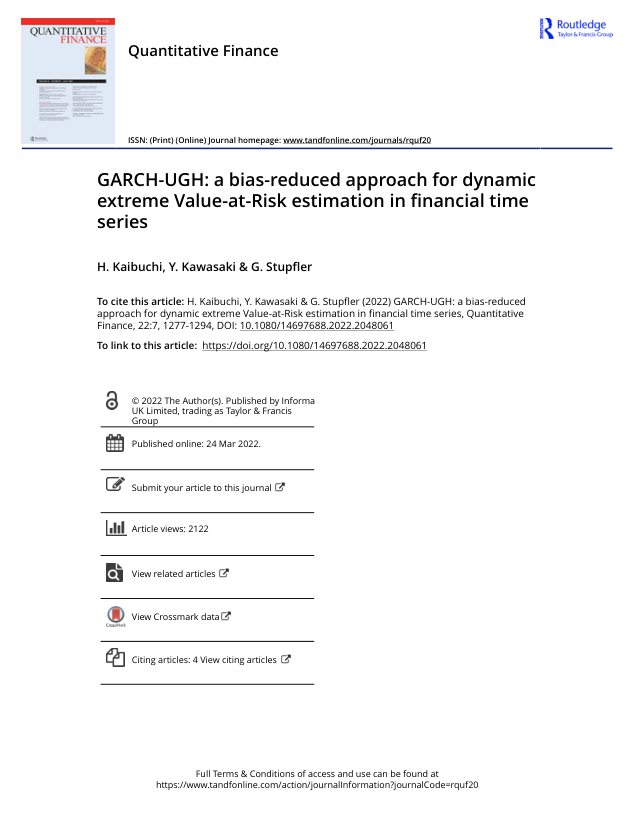 QUANTITATIVE
FINANCE
Routledge
Taylor & Francis Group
Quantitative Finance
ISSN: (Print) (Online) Journal homepage: www.tandfonline.com/journals/rquf20
GARCH-UGH: a bias-reduced approach for dynamic
extreme Value-at-Risk estimation in financial time
series
H. Kaibuchi, Y. Kawasaki & G. Stupfler
To cite this article: H. Kaibuchi, Y. Kawasaki & G. Stupfler (2022) GARCH-UGH: a bias-reduced
approach for dynamic extreme Value-at-Risk estimation in financial time series, Quantitative
Finance, 22:7, 1277-1294, DOI: 10.1080/14697688.2022.2048061
To link to this article: https://doi.org/10.1080/14697688.2022.2048061
© 2022 The Author(s). Published by Informa
UK Limited, trading as Taylor & Francis
Group
Published online: 24 Mar 2022.
Submit your article to this journal
Article views: 2122
View related articles
View Crossmark data
CrossMark
Citing articles: 4 View citing articles
Full Terms & Conditions of access and use can be found at
https://www.tandfonline.com/action/journalInformation?journalCode=rquf20